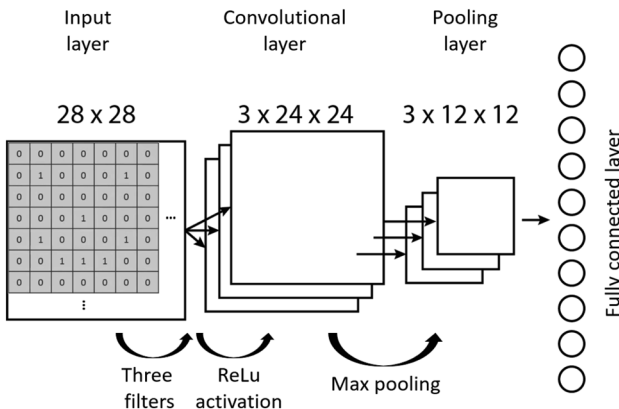 Input
layer
Convolutional
layer
Pooling
layer
28 x 28
3 x 24 x 24
3 x 12 x 12
0 0 0 0 0 0 0
0 1 0 0 0 1 0
0 0 0 0 0 0 0
0 0 0 1 0 0 0
0 1 0 0 0 1 0
0 0 1 1 1 0 0
0 0 0 0 0 0 0
...
⋮
Fully connected layer
Three
filters
ReLu
activation
Max pooling